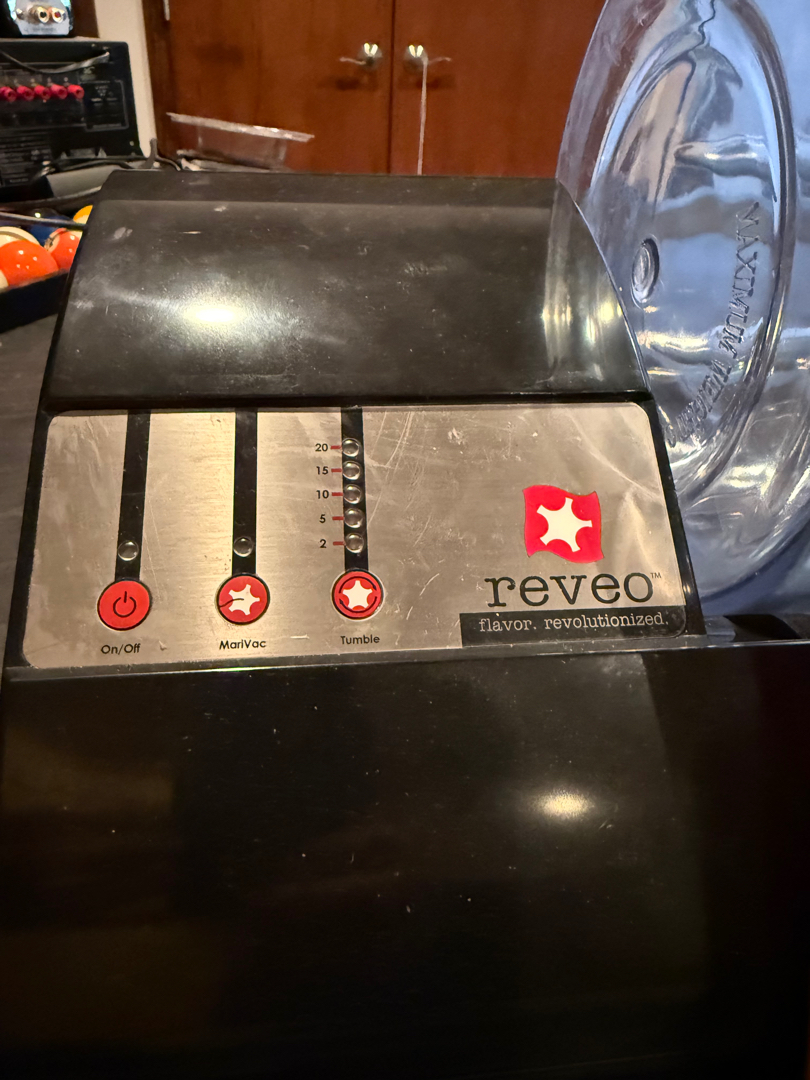 MAXIMUM
20
15
10
5
2
On/Off
MariVac
Tumble
reveo™
flavor. revolutionized.